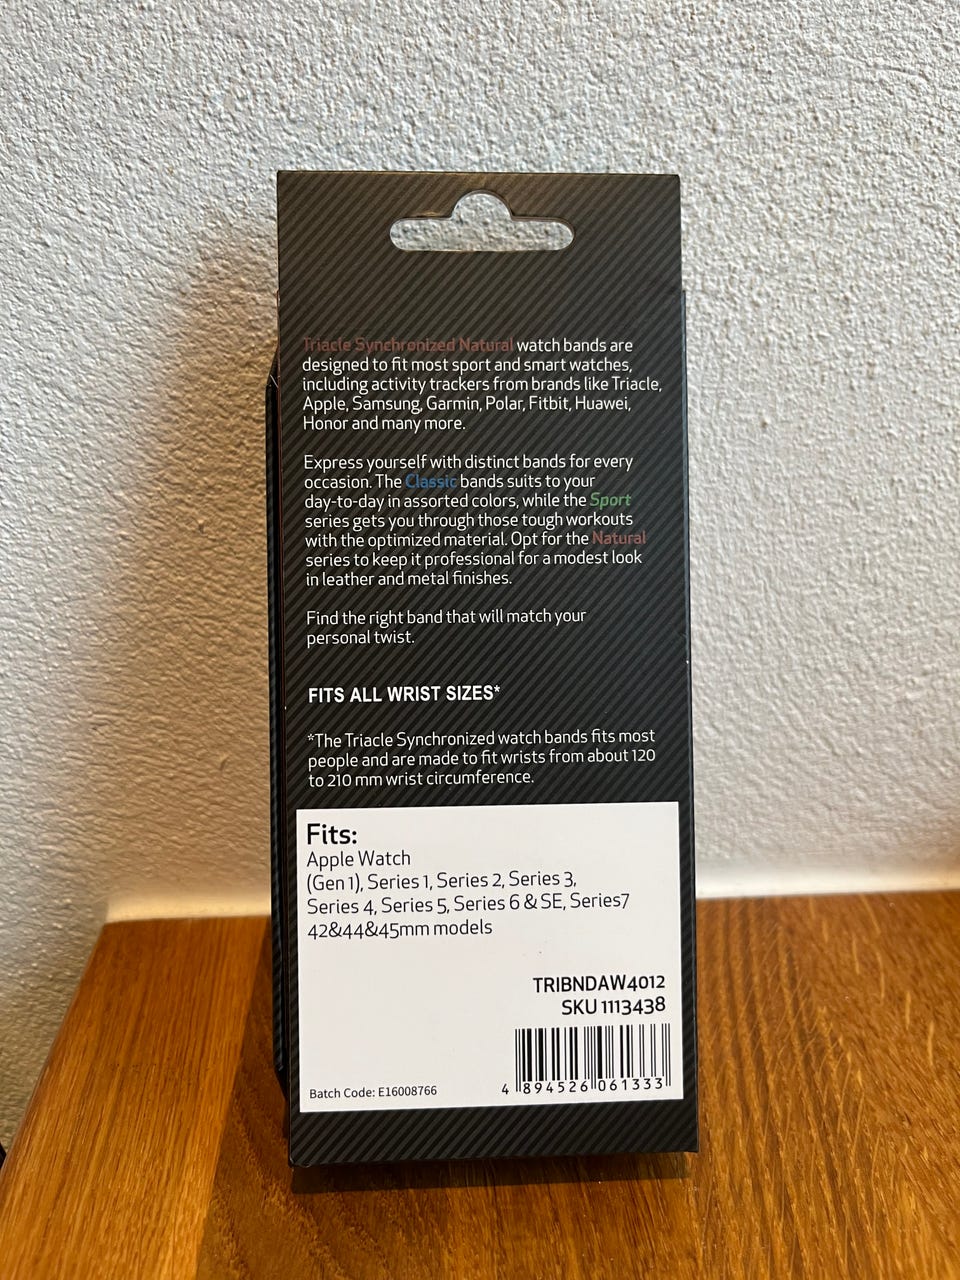 Triacle Synchronized Natural watch bands are
designed to fit most sport and smart watches,
including activity trackers from brands like Triacle,
Apple, Samsung, Garmin, Polar, Fitbit, Huawei,
Honor and many more.
Express yourself with distinct bands for every
occasion. The Classic bands suits to your
day-to-day in assorted colors, while the Sport
series gets you through those tough workouts
with the optimized material. Opt for the Natural
series to keep it professional for a modest look
in leather and metal finishes.
Find the right band that will match your
personal twist.
FITS ALL WRIST SIZES*
*The Triacle Synchronized watch bands fits most
people and are made to fit wrists from about 120
to 210 mm wrist circumference.
Fits:
Apple Watch
(Gen 1), Series 1, Series 2, Series 3,
Series 4, Series 5, Series 6 & SE, Series7
42&44&45mm models
TRIBNDAW4012
SKU 1113438
4 894526 061333
Batch Code: E16008766